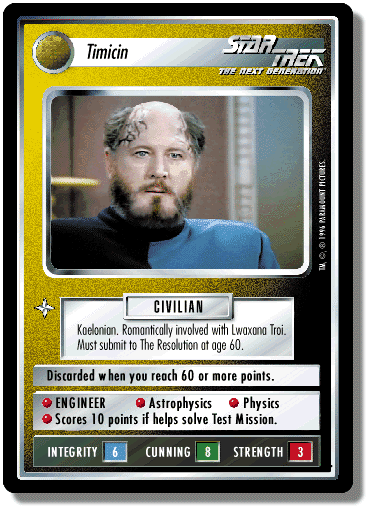 Timicin
STAR TREK
THE NEXT GENERATION
TM, ©, ® 1996 PARAMOUNT PICTURES.
CIVILIAN
Kaelonian. Romantically involved with Lwaxana Troi.
Must submit to The Resolution at age 60.
Discarded when you reach 60 or more points.
ENGINEER Astrophysics Physics
Scores 10 points if helps solve Test Mission.
INTEGRITY 6 CUNNING 8 STRENGTH 3